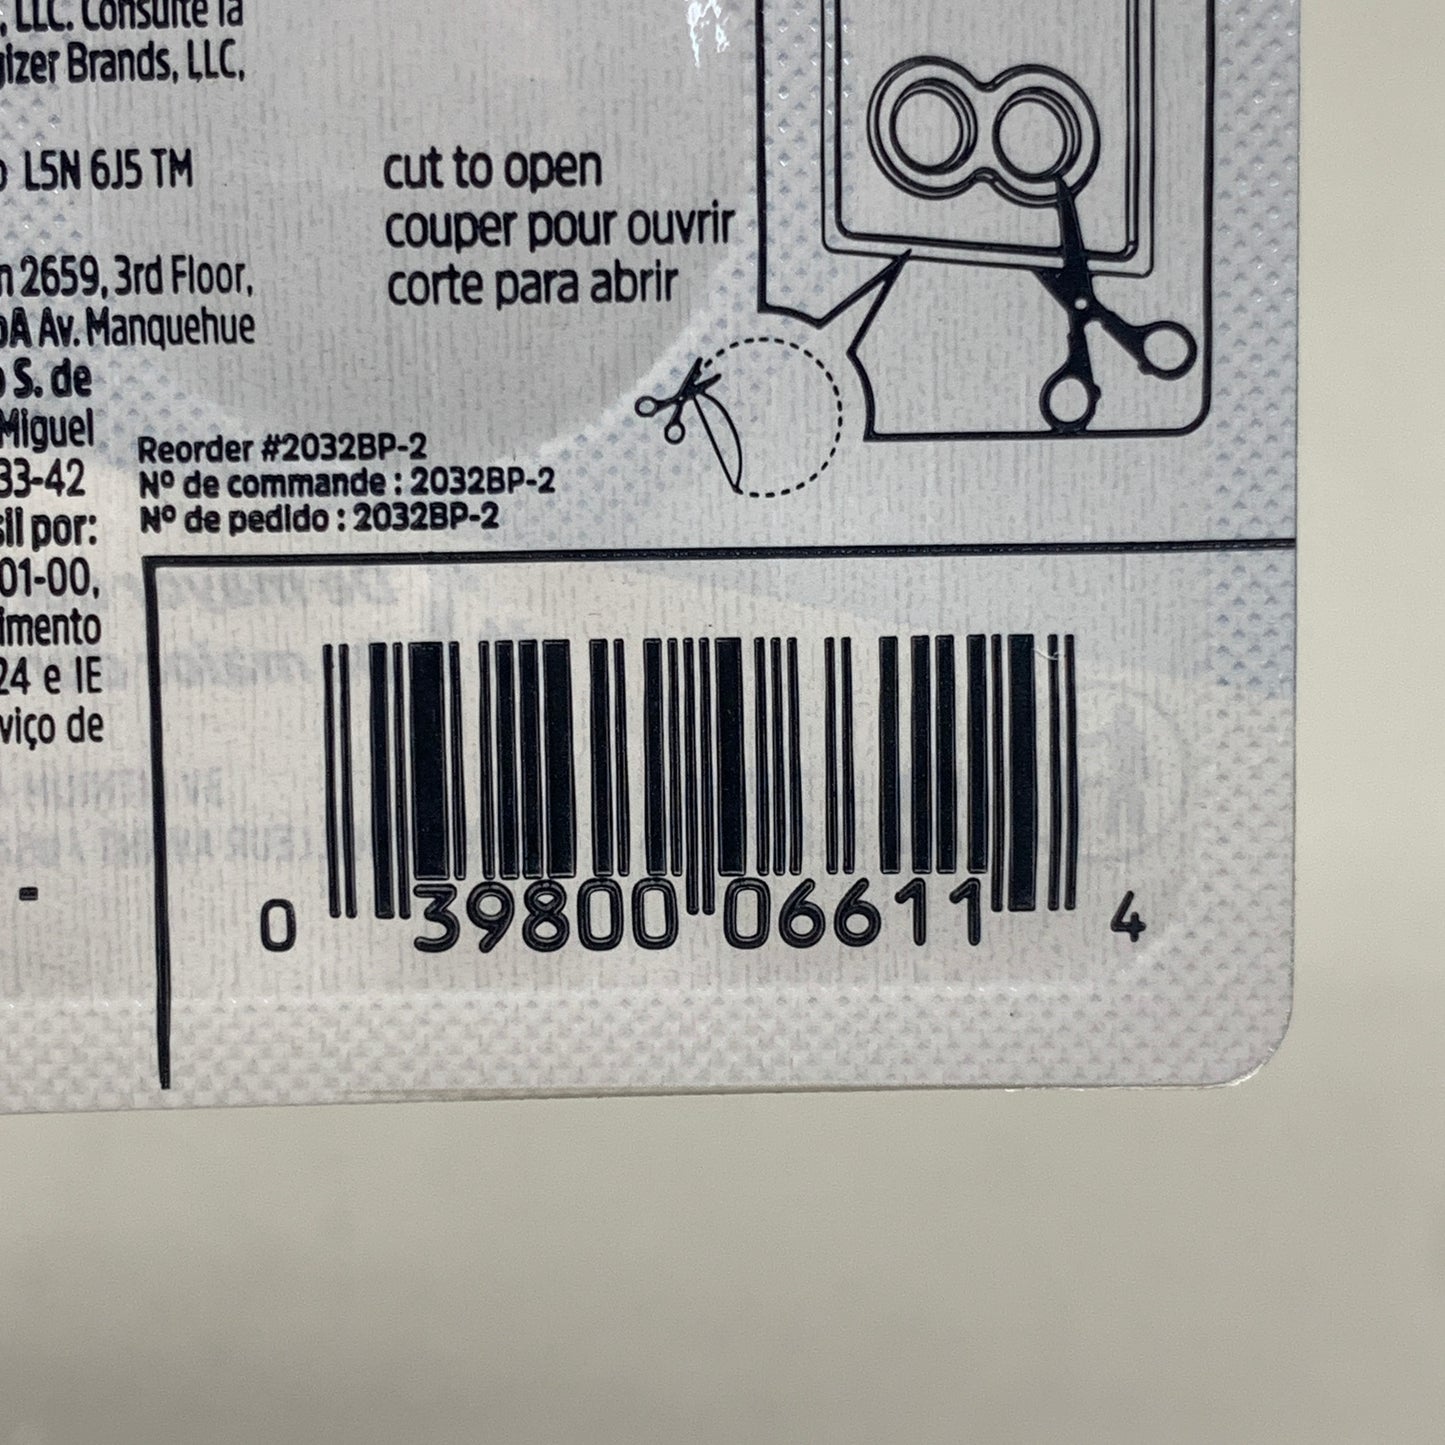 , LLC. Consulte la
gizer Brands, LLC,
L5N 6J5 TM
n 2659, 3rd Floor,
oA Av. Manquehue
o S. de
Miguel
33-42
sil por:
01-00,
imento
24 e IE
viço de
-
cut to open
couper pour ouvrir
corte para abrir
Reorder #2032BP-2
Nº de commande : 2032BP-2
Nº de pedido : 2032BP-2
0 39800 06611 4